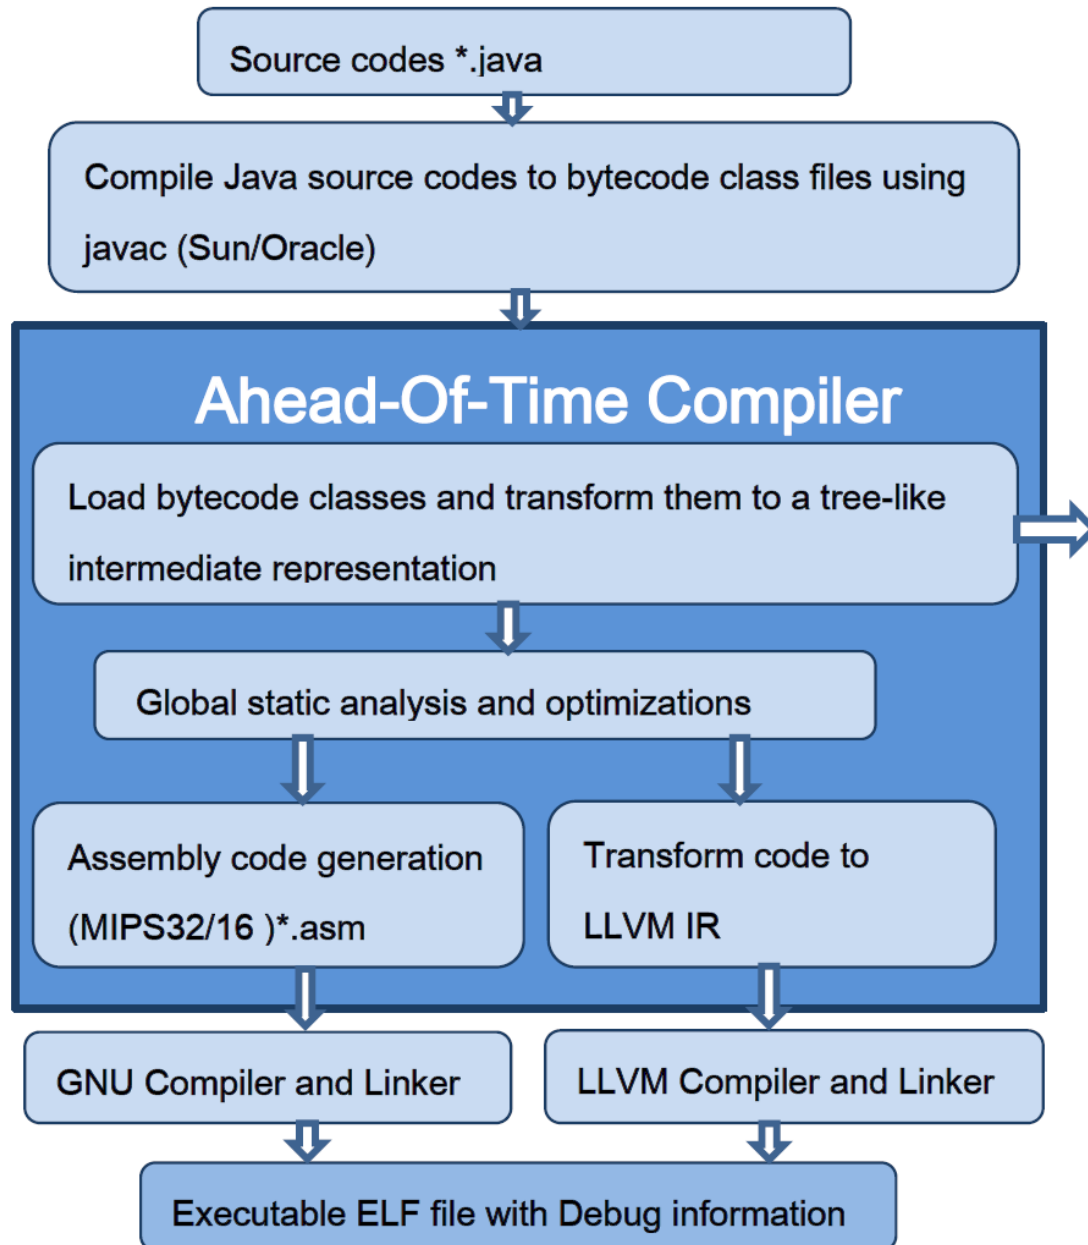 Source codes *.java
Compile Java source codes to bytecode class files using
javac (Sun/Oracle)
Ahead-Of-Time Compiler
Load bytecode classes and transform them to a tree-like
intermediate representation
Global static analysis and optimizations
Assembly code generation
(MIPS32/16 )*.asm
Transform code to
LLVM IR
GNU Compiler and Linker
LLVM Compiler and Linker
Executable ELF file with Debug information